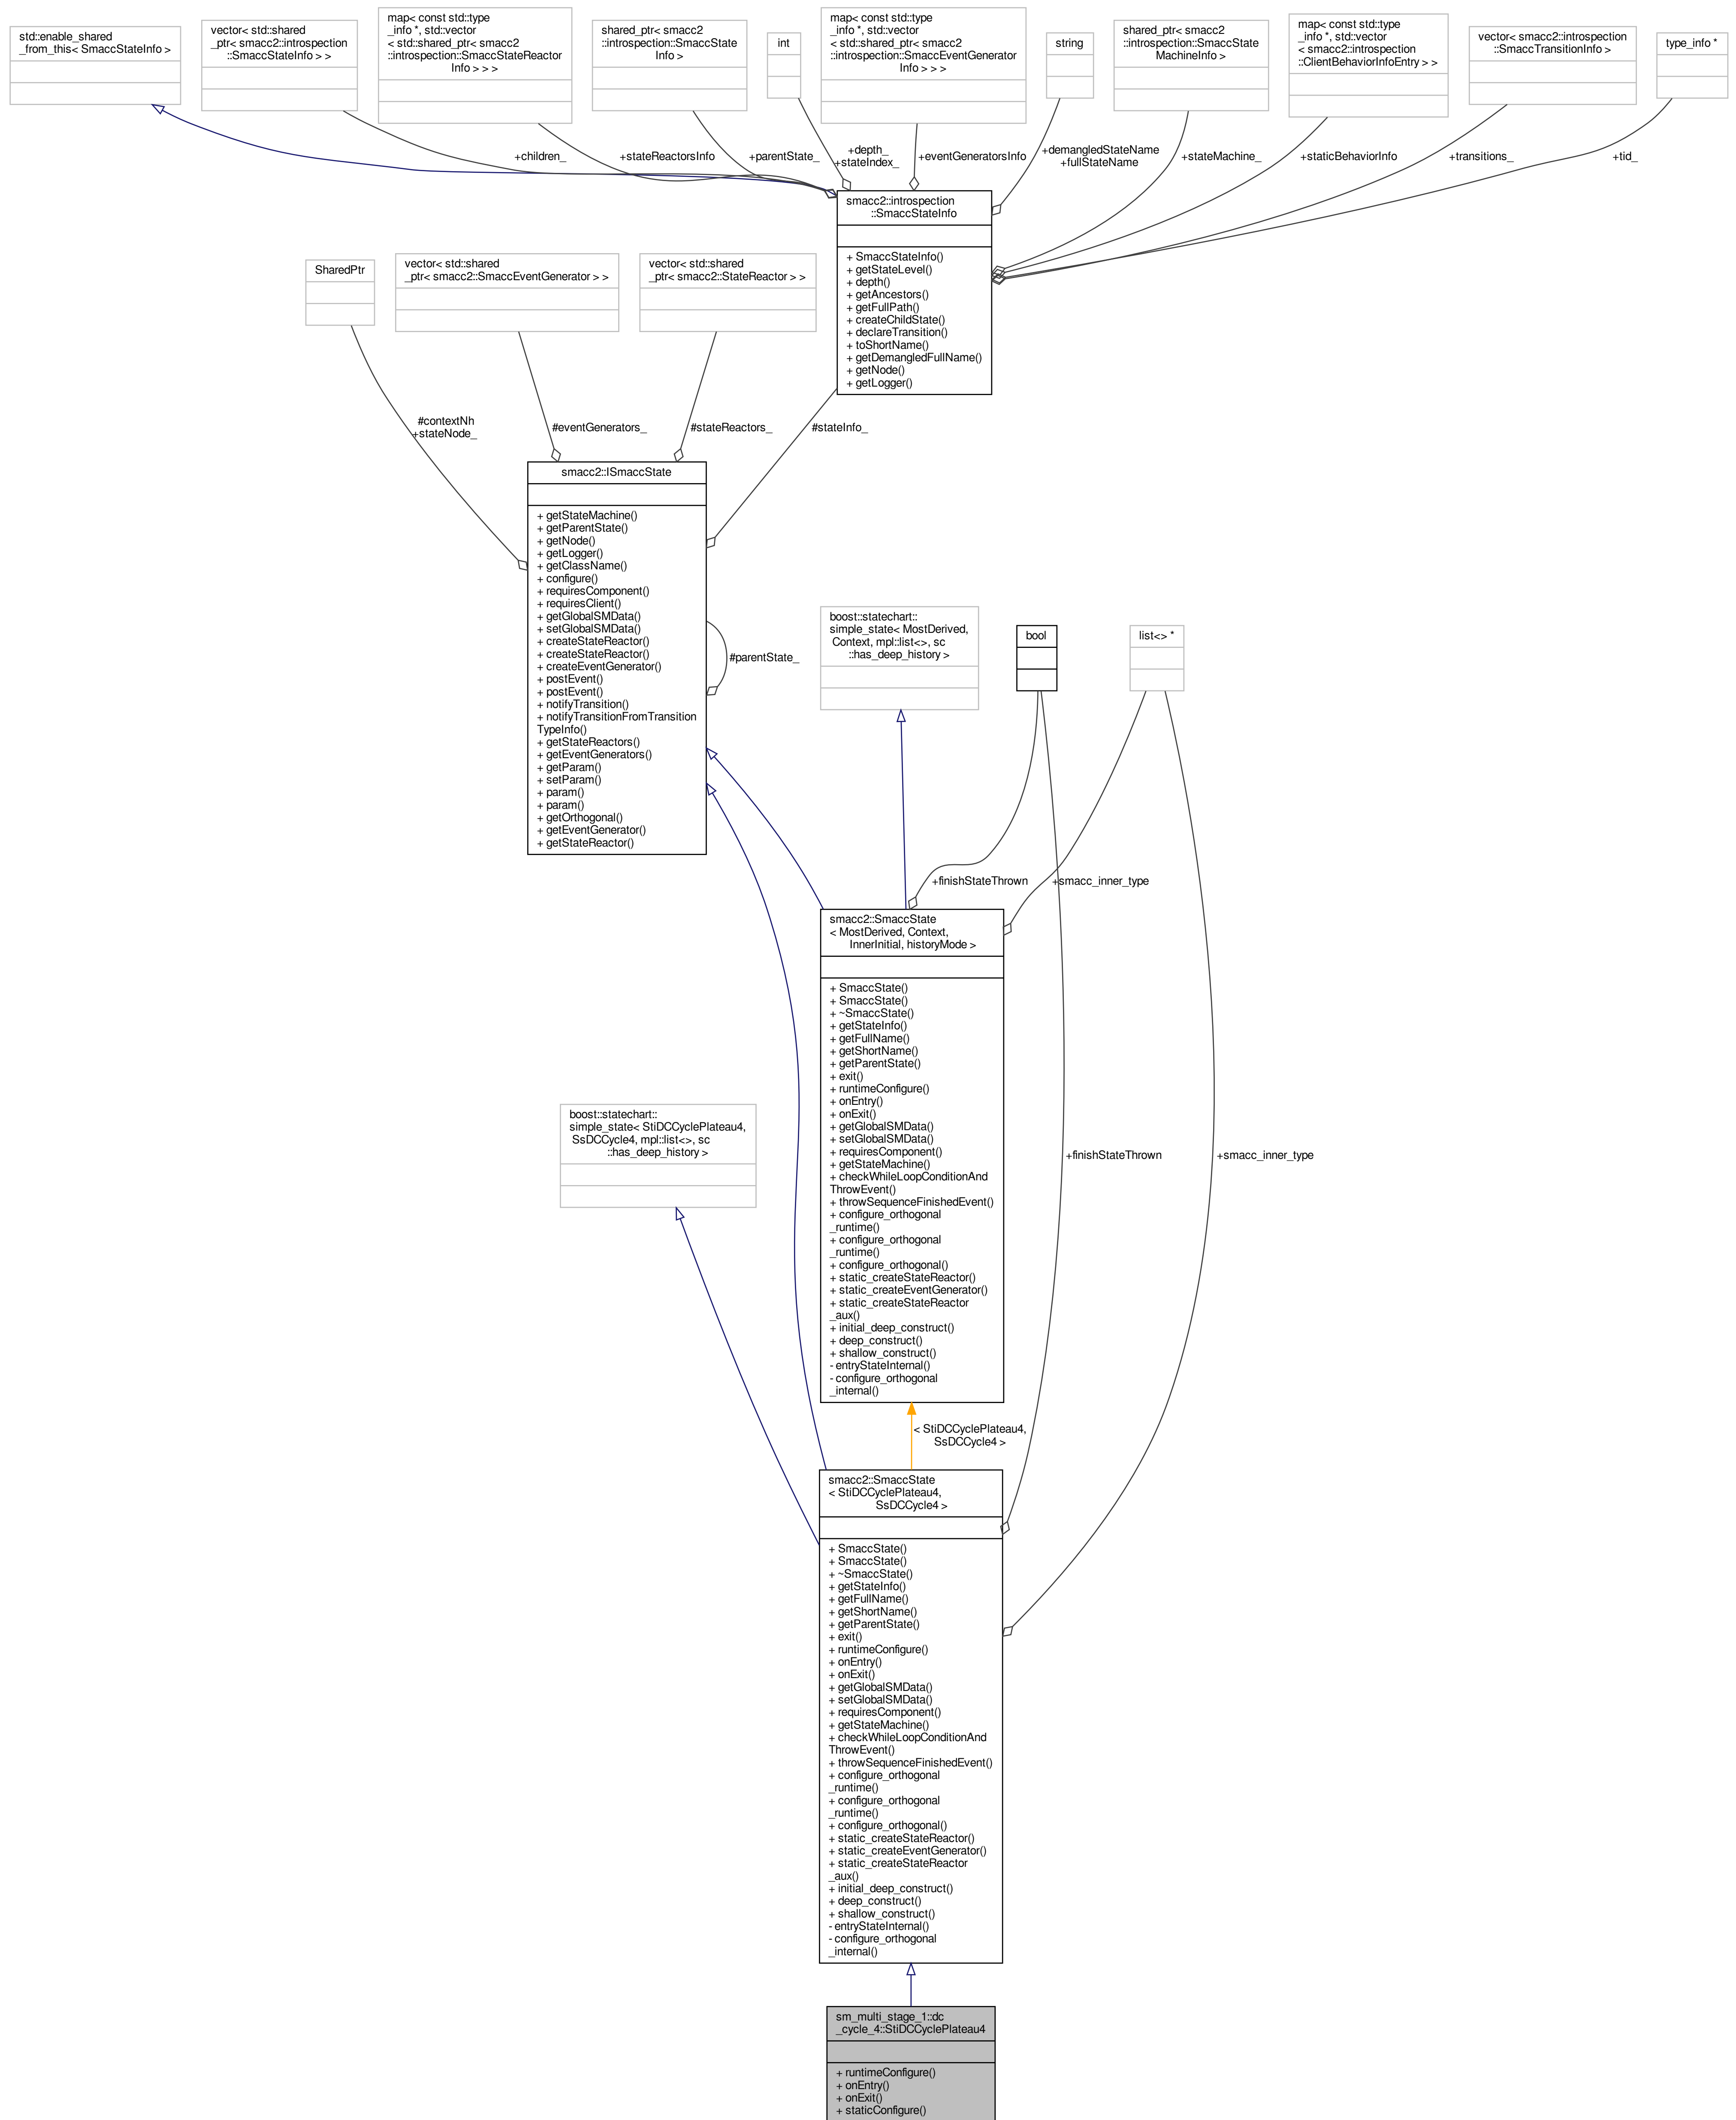 std::enable_shared
_from_this< SmaccStateInfo >
vector< std::shared
_ptr< smacc2::introspection
::SmaccStateInfo > >
map< const std::type
_info *, std::vector
< std::shared_ptr< smacc2
::introspection::SmaccStateReactor
Info > > >
shared_ptr< smacc2
::introspection::SmaccState
Info >
int
map< const std::type
_info *, std::vector
< std::shared_ptr< smacc2
::introspection::SmaccEventGenerator
Info > > >
string
shared_ptr< smacc2
::introspection::SmaccState
MachineInfo >
map< const std::type
_info *, std::vector
< smacc2::introspection
::ClientBehaviorInfoEntry > >
vector< smacc2::introspection
::SmaccTransitionInfo >
type_info *
+children_
+stateReactorsInfo
+parentState_
+depth_
+stateIndex_
+eventGeneratorsInfo
+demangledStateName
+fullStateName
+stateMachine_
+staticBehaviorInfo
+transitions_
+tid_
smacc2::introspection
::SmaccStateInfo
+ SmaccStateInfo()
+ getStateLevel()
+ depth()
+ getAncestors()
+ getFullPath()
+ createChildState()
+ declareTransition()
+ toShortName()
+ getDemangledFullName()
+ getNode()
+ getLogger()
SharedPtr
vector< std::shared
_ptr< smacc2::SmaccEventGenerator > >
vector< std::shared
_ptr< smacc2::StateReactor > >
#contextNh
+stateNode_
#eventGenerators_
#stateReactors_
#stateInfo_
smacc2::ISmaccState
+ getStateMachine()
+ getParentState()
+ getNode()
+ getLogger()
+ getClassName()
+ configure()
+ requiresComponent()
+ requiresClient()
+ getGlobalSMData()
+ setGlobalSMData()
+ createStateReactor()
+ createStateReactor()
+ createEventGenerator()
+ postEvent()
+ postEvent()
+ notifyTransition()
+ notifyTransitionFromTransition
TypeInfo()
+ getStateReactors()
+ getEventGenerators()
+ getParam()
+ setParam()
+ param()
+ param()
+ getOrthogonal()
+ getEventGenerator()
+ getStateReactor()
#parentState_
boost::statechart::
simple_state< MostDerived,
Context, mpl::list<>, sc
::has_deep_history >
bool
list<> *
+finishStateThrown
+smacc_inner_type
smacc2::SmaccState
< MostDerived, Context,
InnerInitial, historyMode >
+ SmaccState()
+ SmaccState()
+ ~SmaccState()
+ getStateInfo()
+ getFullName()
+ getShortName()
+ getParentState()
+ exit()
+ runtimeConfigure()
+ onEntry()
+ onExit()
+ getGlobalSMData()
+ setGlobalSMData()
+ requiresComponent()
+ getStateMachine()
+ checkWhileLoopConditionAnd
ThrowEvent()
+ throwSequenceFinishedEvent()
+ configure_orthogonal
_runtime()
+ configure_orthogonal
_runtime()
+ configure_orthogonal()
+ static_createStateReactor()
+ static_createEventGenerator()
+ static_createStateReactor
_aux()
+ initial_deep_construct()
+ deep_construct()
+ shallow_construct()
- entryStateInternal()
- configure_orthogonal
_internal()
boost::statechart::
simple_state< StiDCCyclePlateau4,
SsDCCycle4, mpl::list<>, sc
::has_deep_history >
+finishStateThrown
+smacc_inner_type
< StiDCCyclePlateau4,
SsDCCycle4 >
smacc2::SmaccState
< StiDCCyclePlateau4,
SsDCCycle4 >
+ SmaccState()
+ SmaccState()
+ ~SmaccState()
+ getStateInfo()
+ getFullName()
+ getShortName()
+ getParentState()
+ exit()
+ runtimeConfigure()
+ onEntry()
+ onExit()
+ getGlobalSMData()
+ setGlobalSMData()
+ requiresComponent()
+ getStateMachine()
+ checkWhileLoopConditionAnd
ThrowEvent()
+ throwSequenceFinishedEvent()
+ configure_orthogonal
_runtime()
+ configure_orthogonal
_runtime()
+ configure_orthogonal()
+ static_createStateReactor()
+ static_createEventGenerator()
+ static_createStateReactor
_aux()
+ initial_deep_construct()
+ deep_construct()
+ shallow_construct()
- entryStateInternal()
- configure_orthogonal
_internal()
sm_multi_stage_1::dc
_cycle_4::StiDCCyclePlateau4
+ runtimeConfigure()
+ onEntry()
+ onExit()
+ staticConfigure()